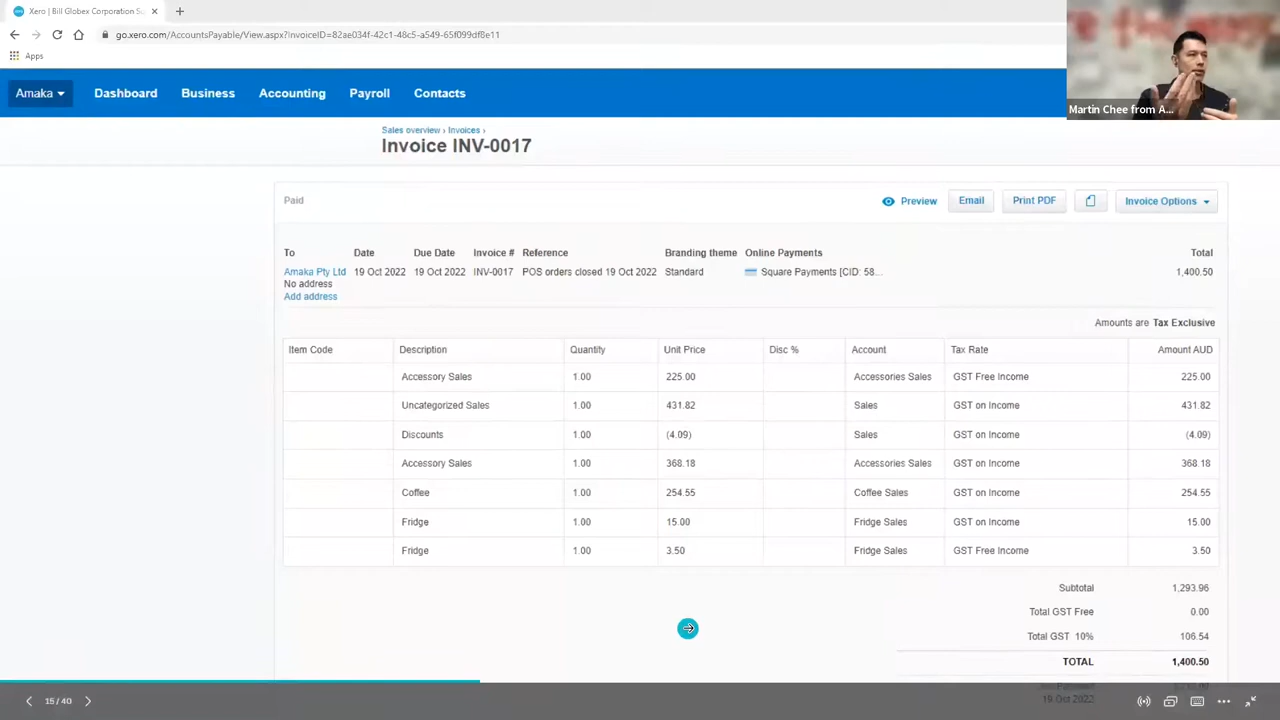 Xero | Bill Globex Corporation Su
go.xero.com/AccountsPayable/View.aspx?invoiceID=82ae034f-42c1-48c5-a549-65f099df8e11
Apps
Martin Chee from A...
Amaka Dashboard Business Accounting Payroll Contacts
Sales overview › Invoices ›
Invoice INV-0017
Paid Preview Email Print PDF Invoice Options
To Date Due Date Invoice # Reference Branding theme Online Payments Total
Amaka Pty Ltd 19 Oct 2022 19 Oct 2022 INV-0017 POS orders closed 19 Oct 2022 Standard Square Payments [CID: 58... 1,400.50
No address
Add address
Amounts are Tax Exclusive
Item Code Description Quantity Unit Price Disc % Account Tax Rate Amount AUD
Accessory Sales 1.00 225.00 Accessories Sales GST Free Income 225.00
Uncategorized Sales 1.00 431.82 Sales GST on Income 431.82
Discounts 1.00 (4.09) Sales GST on Income (4.09)
Accessory Sales 1.00 368.18 Accessories Sales GST on Income 368.18
Coffee 1.00 254.55 Coffee Sales GST on Income 254.55
Fridge 1.00 15.00 Fridge Sales GST on Income 15.00
Fridge 1.00 3.50 Fridge Sales GST Free Income 3.50
Subtotal 1,293.96
Total GST Free 0.00
Total GST 10% 106.54
TOTAL 1,400.50
19 Oct 2022
15 / 40